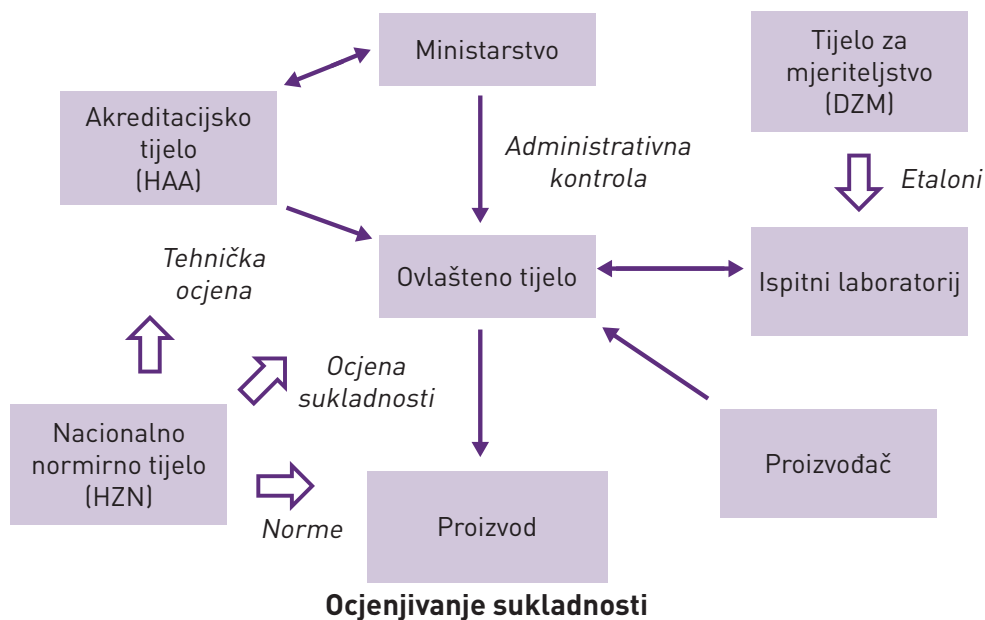 Ministarstvo
Tijelo za
mjeriteljstvo
(DZM)
Akreditacijsko
tijelo
(HAA)
Administrativna
kontrola
Etaloni
Tehnička
ocjena
Ovlašteno tijelo
Ispitni laboratorij
Ocjena
sukladnosti
Nacionalno
normirno tijelo
(HZN)
Proizvođač
Norme
Proizvod
Ocjenjivanje sukladnosti